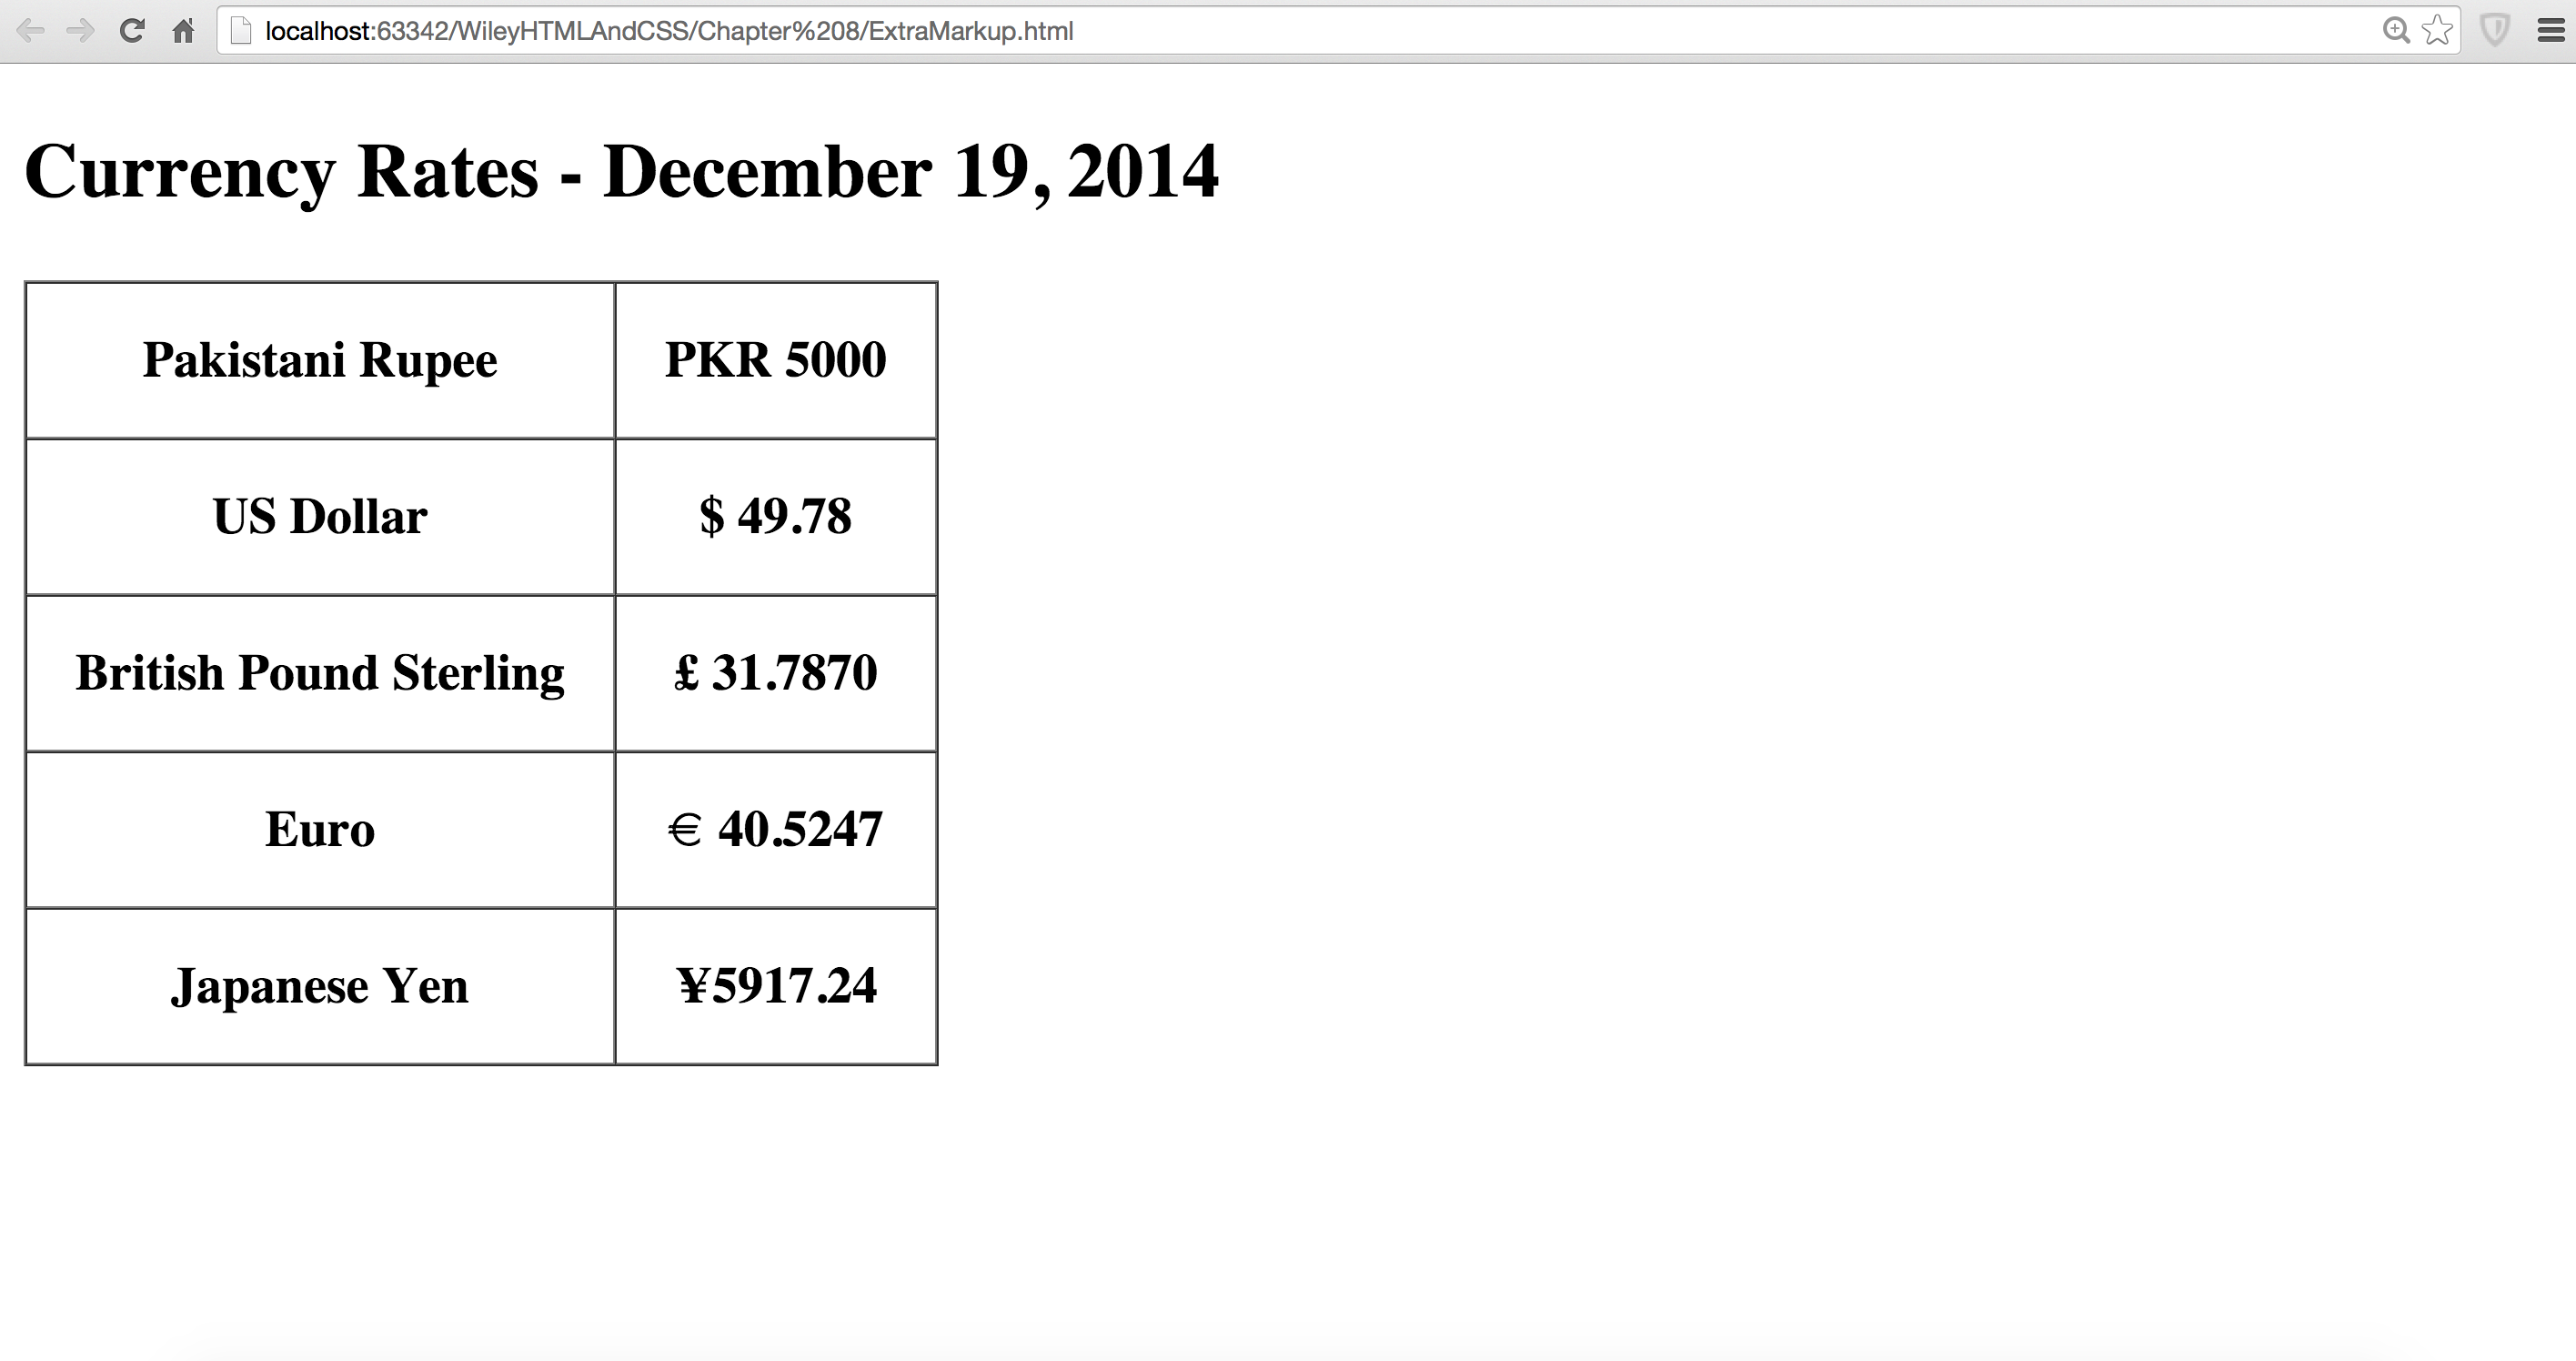 localhost:63342/WileyHTMLAndCSS/Chapter%208/ExtraMarkup.html
Currency Rates - December 19, 2014
Pakistani Rupee PKR 5000
US Dollar $ 49.78
British Pound Sterling £ 31.7870
Euro € 40.5247
Japanese Yen ¥5917.24